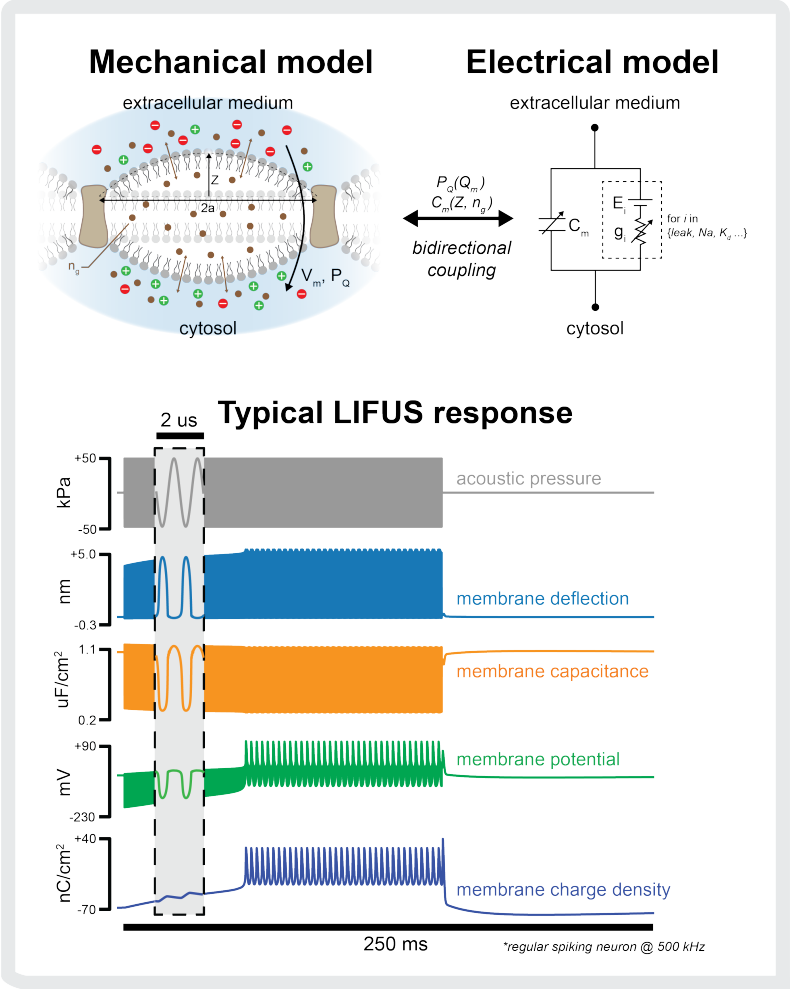 Mechanical model
Electrical model
extracellular medium
extracellular medium
Z
2a
n_g
V_m, P_Q
cytosol
P_Q(Q_m)
C_m(Z, n_g)
bidirectional
coupling
C_m
E_i
g_i
for i in
{leak, Na, K_d ...}
cytosol
Typical LIFUS response
2 us
+50
kPa
-50
acoustic pressure
+5.0
nm
-0.3
membrane deflection
1.1
uF/cm²
0.2
membrane capacitance
+90
mV
-230
membrane potential
+40
nC/cm²
-70
membrane charge density
250 ms
*regular spiking neuron @ 500 kHz